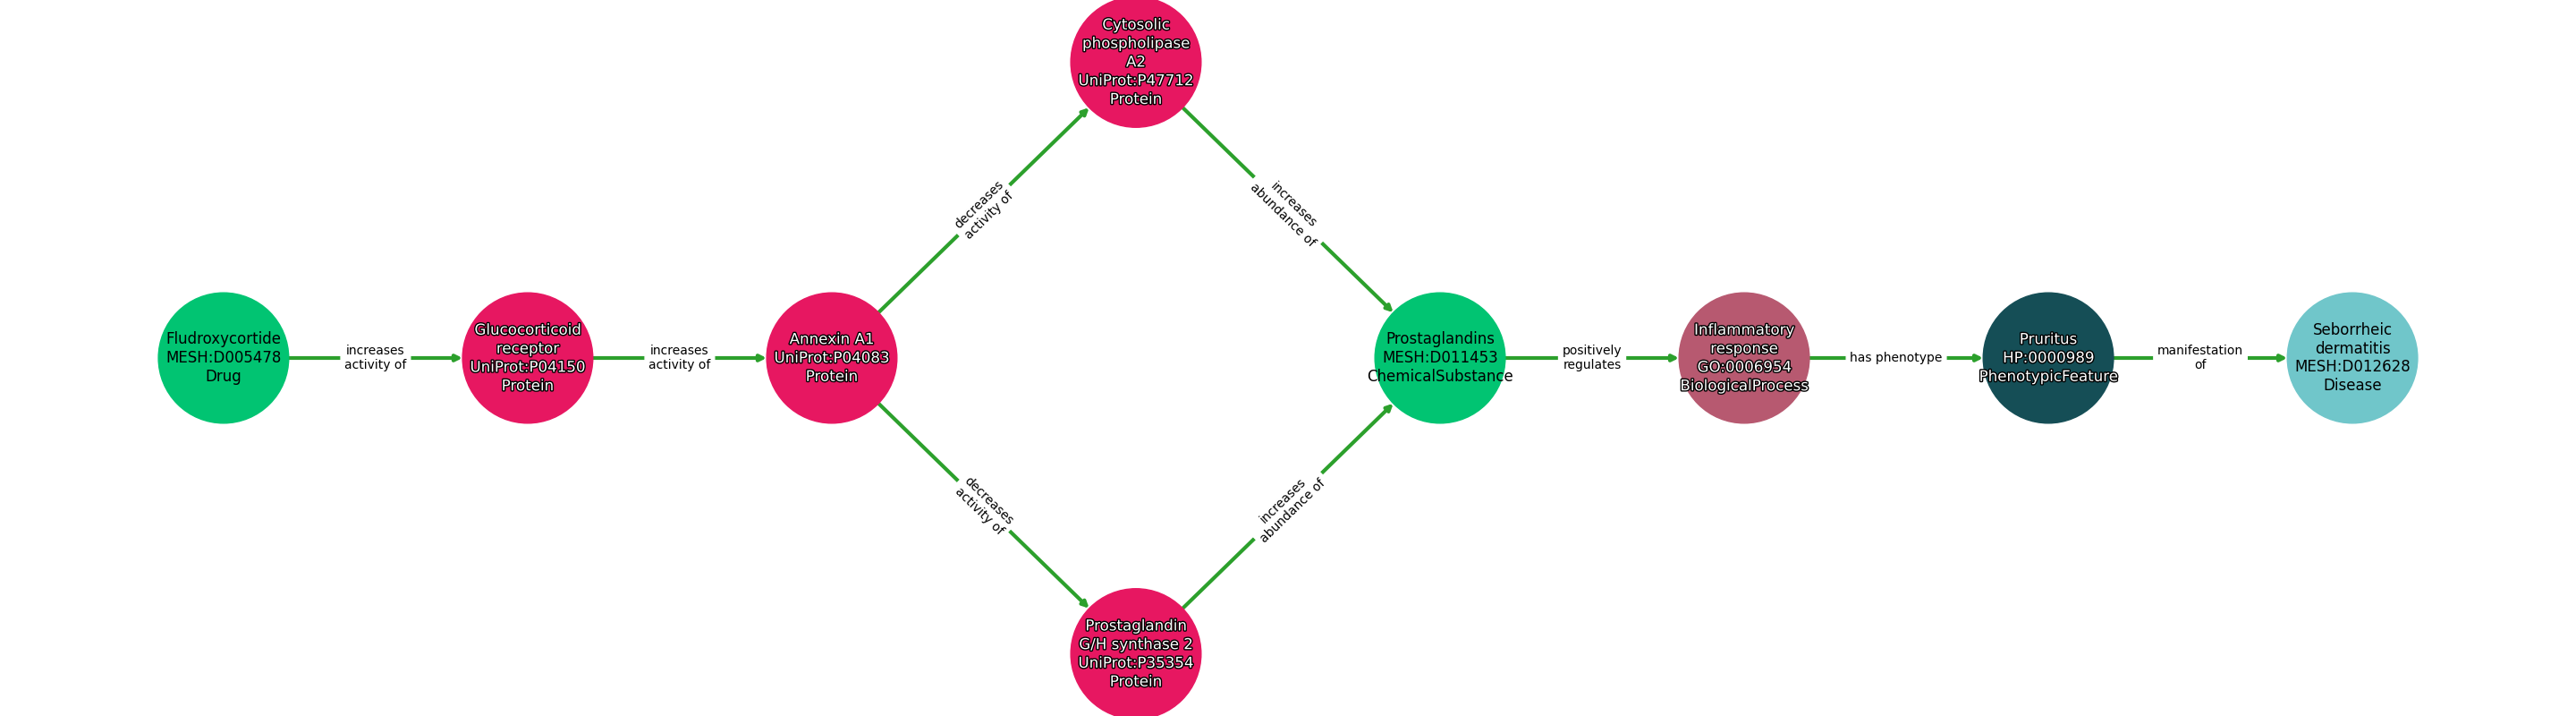 Fludroxycortide
MESH:D005478
Drug
increases
activity of
Glucocorticoid
receptor
UniProt:P04150
Protein
increases
activity of
Annexin A1
UniProt:P04083
Protein
decreases
activity of
Cytosolic
phospholipase
A2
UniProt:P47712
Protein
increases
abundance of
decreases
activity of
Prostaglandin
G/H synthase 2
UniProt:P35354
Protein
increases
abundance of
Prostaglandins
MESH:D011453
ChemicalSubstance
positively
regulates
Inflammatory
response
GO:0006954
BiologicalProcess
has phenotype
Pruritus
HP:0000989
PhenotypicFeature
manifestation
of
Seborrheic
dermatitis
MESH:D012628
Disease